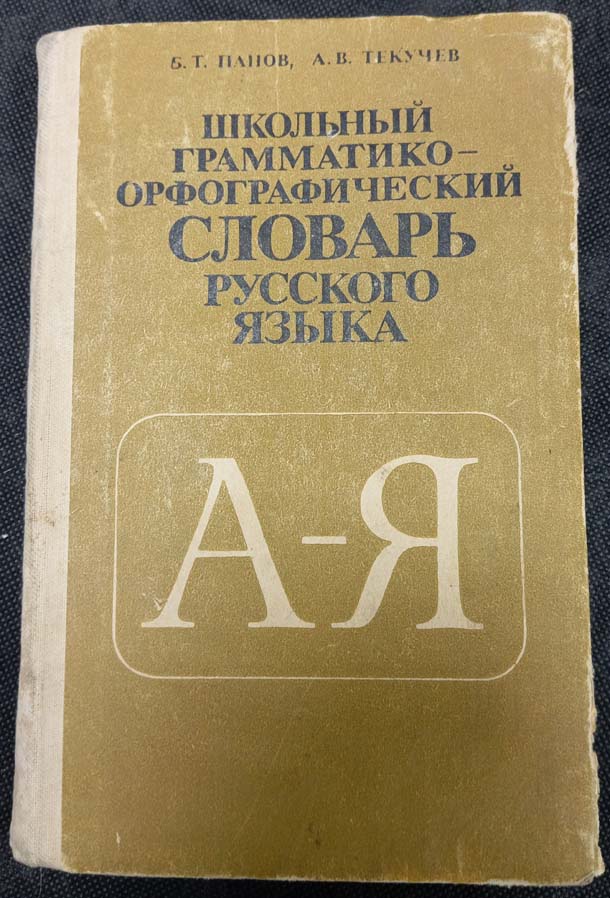 Б. Т. ПАНОВ, А. В. ТЕКУЧЕВ
ШКОЛЬНЫЙ
ГРАММАТИКО–
ОРФОГРАФИЧЕСКИЙ
СЛОВАРЬ
РУССКОГО
ЯЗЫКА
А-Я